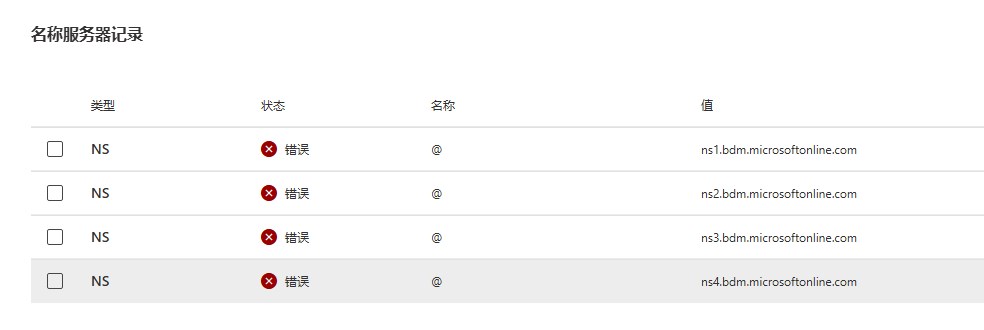 名称服务器记录
类型 状态 名称 值
NS 错误 @ ns1.bdm.microsoftonline.com
NS 错误 @ ns2.bdm.microsoftonline.com
NS 错误 @ ns3.bdm.microsoftonline.com
NS 错误 @ ns4.bdm.microsoftonline.com